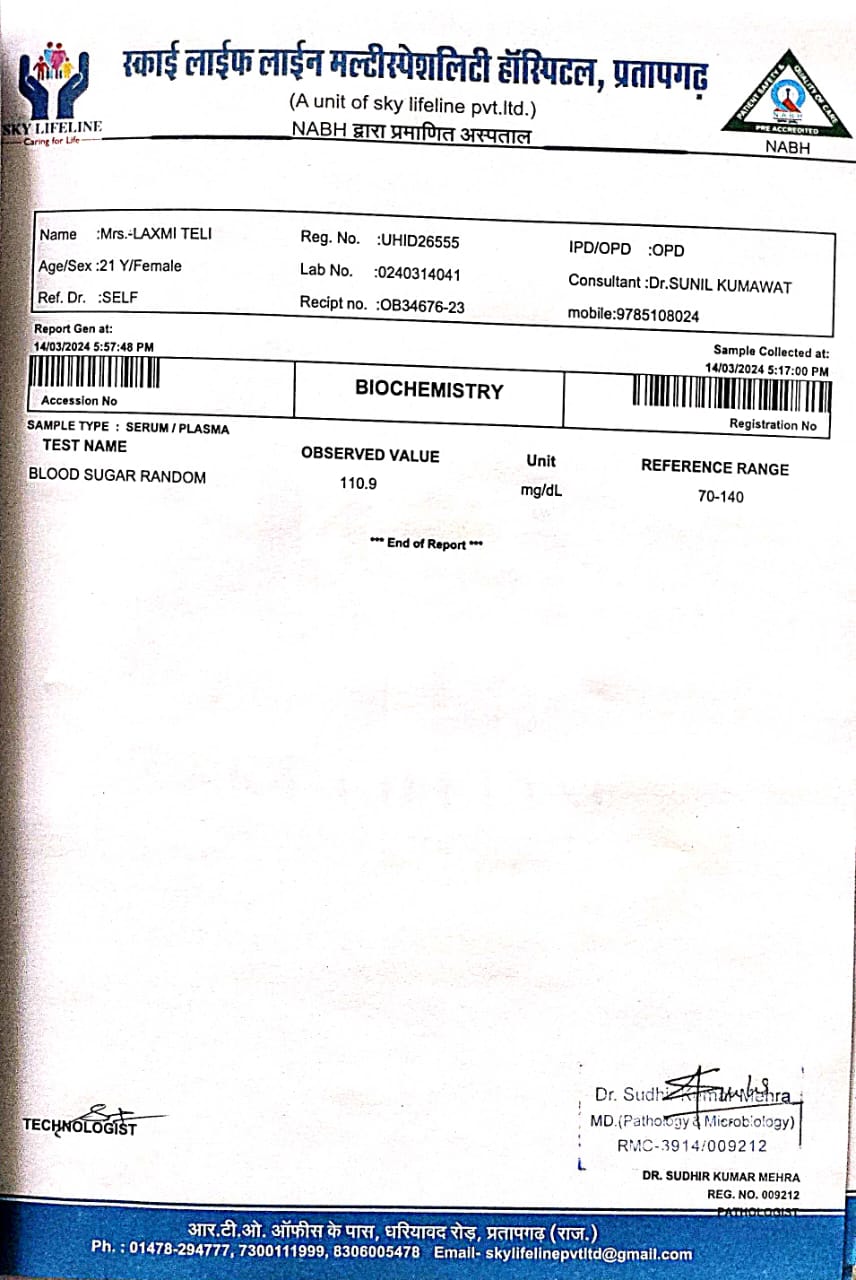 स्काई लाईफ लाईन मल्टीस्पेशलिटी हॉस्पिटल, प्रतापगढ़
(A unit of sky lifeline pvt.ltd.)
NABH द्वारा प्रमाणित अस्पताल
SKY LIFELINE
Caring for Life
PATIENT SAFETY & QUALITY OF CARE
NABH
PRE ACCREDITED
NABH
Name :Mrs.-LAXMI TELI Reg. No. :UHID26555 IPD/OPD :OPD
Age/Sex :21 Y/Female Lab No. :0240314041 Consultant :Dr.SUNIL KUMAWAT
Ref. Dr. :SELF Recipt no. :OB34676-23 mobile:9785108024
Report Gen at: Sample Collected at:
14/03/2024 5:57:48 PM 14/03/2024 5:17:00 PM
BIOCHEMISTRY
Accession No Registration No
SAMPLE TYPE : SERUM / PLASMA
TEST NAME OBSERVED VALUE Unit REFERENCE RANGE
BLOOD SUGAR RANDOM 110.9 mg/dL 70-140
*** End of Report ***
Dr. Sudhir Kumar Mehra
MD.(Pathology & Microbiology)
RMC-3914/009212
TECHNOLOGIST
DR. SUDHIR KUMAR MEHRA
REG. NO. 009212
PATHOLOGIST
आर.टी.ओ. ऑफीस के पास, धरियावद रोड़, प्रतापगढ़ (राज.)
Ph. : 01478-294777, 7300111999, 8306005478 Email- skylifelinepvtltd@gmail.com